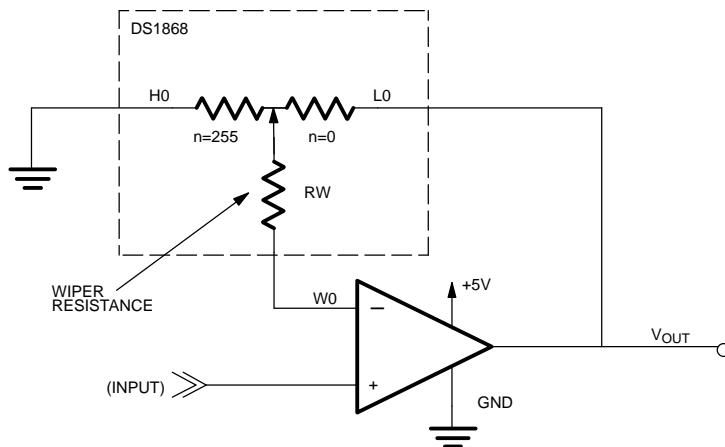 DS1868
H0
L0
n=255
n=0
RW
WIPER
RESISTANCE
W0
+5V
−
VOUT
(INPUT)
+
GND